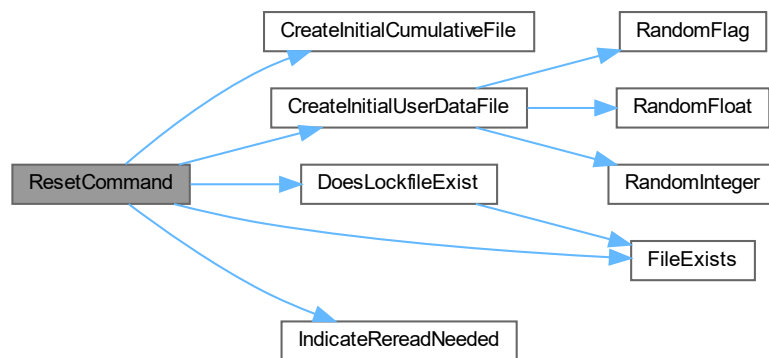 ResetCommand
CreateInitialCumulativeFile
CreateInitialUserDataFile
RandomFlag
RandomFloat
RandomInteger
DoesLockfileExist
FileExists
IndicateRereadNeeded